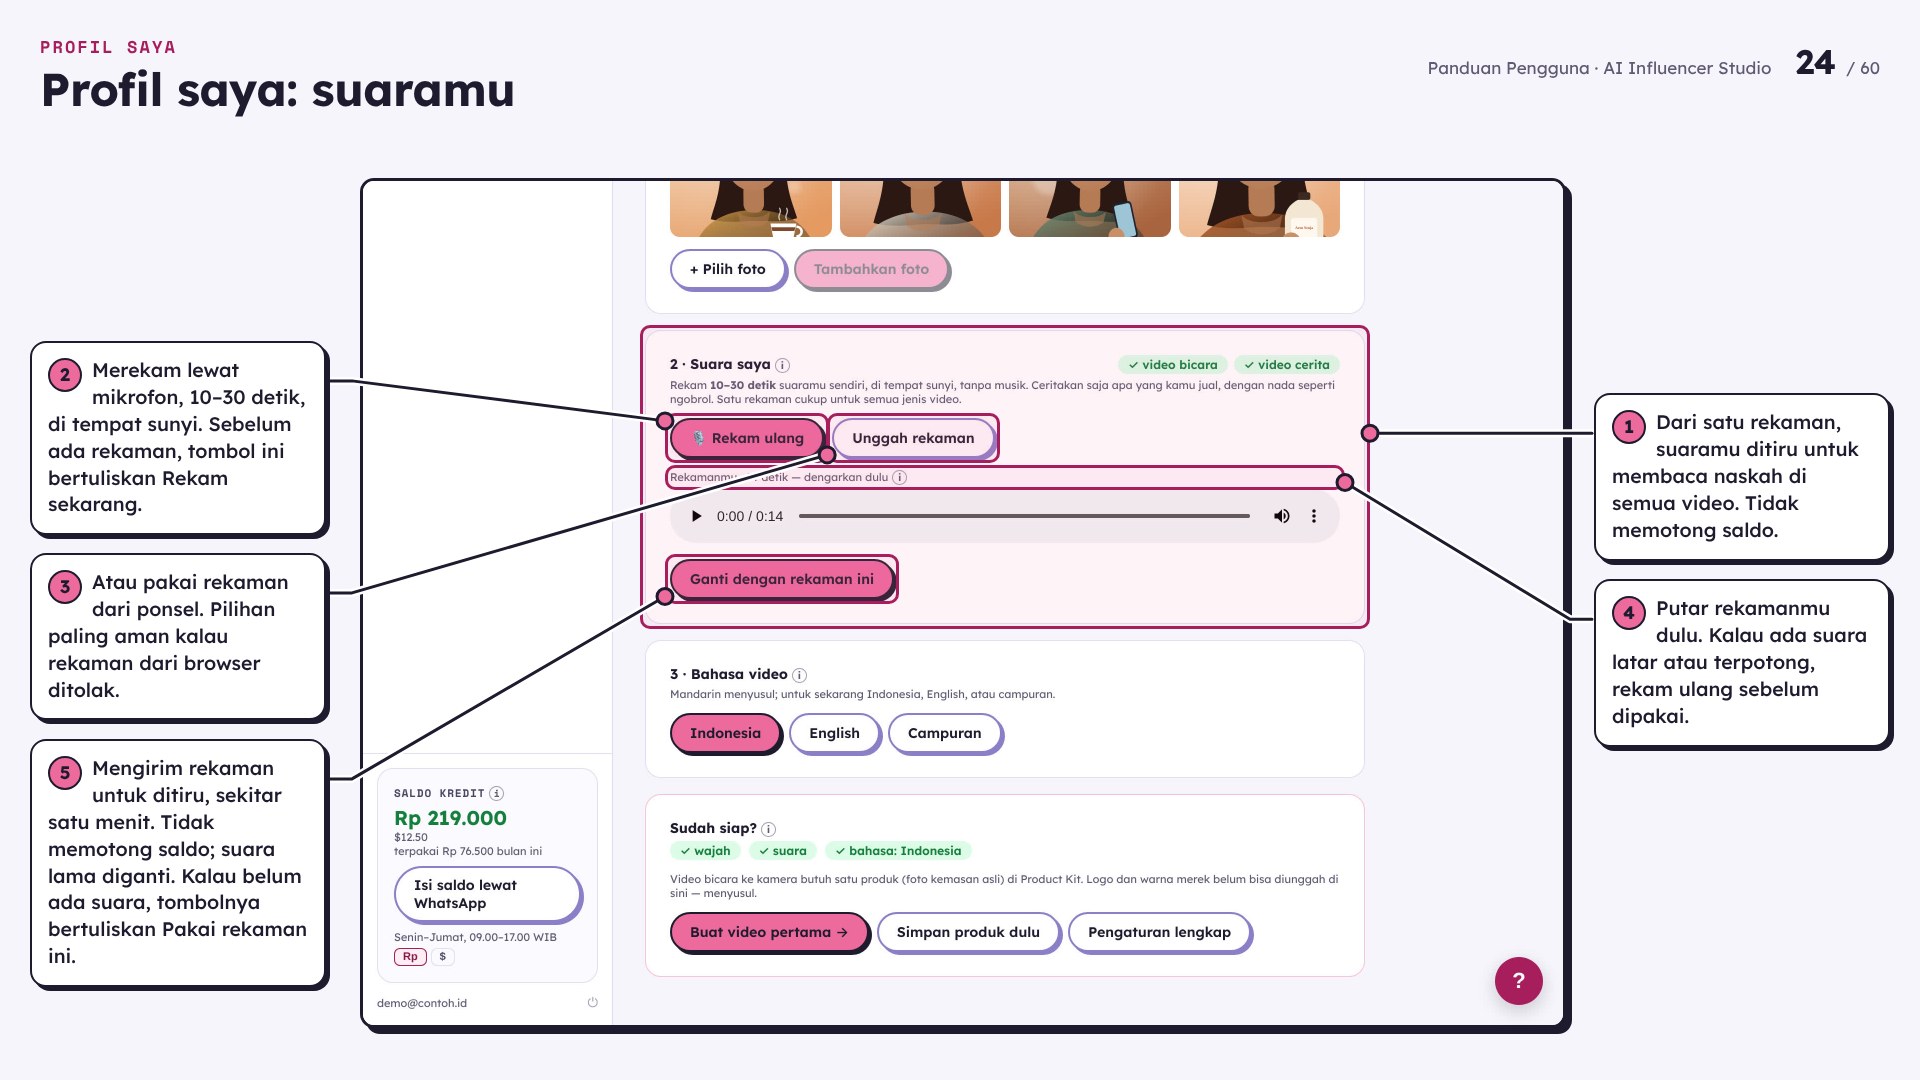 PROFIL SAYA
Profil saya: suaramu
Panduan Pengguna · AI Influencer Studio 24 / 60
+ Pilih foto
Tambahkan foto
2 · Suara saya
✓ video bicara
✓ video cerita
Rekam 10–30 detik suaramu sendiri, di tempat sunyi, tanpa musik. Ceritakan saja apa yang kamu jual, dengan nada seperti
ngobrol. Satu rekaman cukup untuk semua jenis video.
Rekam ulang
Unggah rekaman
detik — dengarkan dulu
0:00 / 0:14
Ganti dengan rekaman ini
3 · Bahasa video
Mandarin menyusul; untuk sekarang Indonesia, English, atau campuran.
Indonesia
English
Campuran
Sudah siap?
✓ wajah
✓ suara
✓ bahasa: Indonesia
Video bicara ke kamera butuh satu produk (foto kemasan asli) di Product Kit. Logo dan warna merek belum bisa diunggah di
sini — menyusul.
Buat video pertama →
Simpan produk dulu
Pengaturan lengkap
SALDO KREDIT
Rp 219.000
$12.50
terpakai Rp 76.500 bulan ini
Isi saldo lewat
WhatsApp
Senin–Jumat, 09.00–17.00 WIB
Rp
$
demo@contoh.id
?
1 Dari satu rekaman,
suaramu ditiru untuk
membaca naskah di
semua video. Tidak
memotong saldo.
2 Merekam lewat
mikrofon, 10–30 detik,
di tempat sunyi. Sebelum
ada rekaman, tombol ini
bertuliskan Rekam
sekarang.
3 Atau pakai rekaman
dari ponsel. Pilihan
paling aman kalau
rekaman dari browser
ditolak.
4 Putar rekamanmu
dulu. Kalau ada suara
latar atau terpotong,
rekam ulang sebelum
dipakai.
5 Mengirim rekaman
untuk ditiru, sekitar
satu menit. Tidak
memotong saldo; suara
lama diganti. Kalau belum
ada suara, tombolnya
bertuliskan Pakai rekaman
ini.